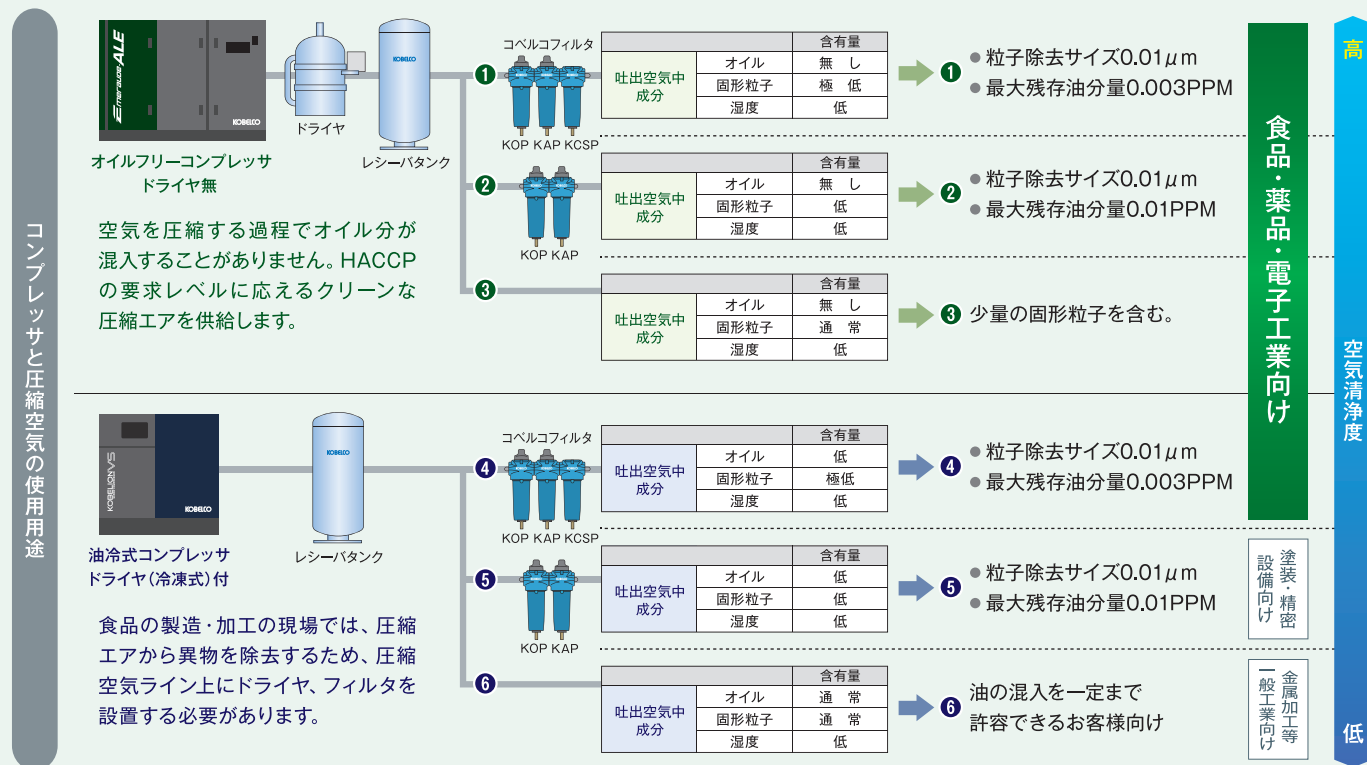 コンプレッサと圧縮空気の使用用途
Emeraude ALE
KOBELCO
オイルフリーコンプレッサ
ドライヤ無
ドライヤ
KOBELCO
レシーバタンク
空気を圧縮する過程でオイル分が
混入することがありません。HACCP
の要求レベルに応えるクリーンな
圧縮エアを供給します。
コベルコフィルタ
❶
KOP KAP KCSP
含有量
吐出空気中
成分
オイル 無 し
固形粒子 極 低
湿度 低
❶ ●粒子除去サイズ0.01μm
●最大残存油分量0.003PPM
❷
KOP KAP
含有量
吐出空気中
成分
オイル 無 し
固形粒子 低
湿度 低
❷ ●粒子除去サイズ0.01μm
●最大残存油分量0.01PPM
❸
含有量
吐出空気中
成分
オイル 無 し
固形粒子 通 常
湿度 低
❸ 少量の固形粒子を含む。
KOBELION VS
KOBELCO
油冷式コンプレッサ
ドライヤ(冷凍式)付
KOBELCO
レシーバタンク
食品の製造・加工の現場では、圧縮
エアから異物を除去するため、圧縮
空気ライン上にドライヤ、フィルタを
設置する必要があります。
コベルコフィルタ
❹
KOP KAP KCSP
含有量
吐出空気中
成分
オイル 低
固形粒子 極低
湿度 低
❹ ●粒子除去サイズ0.01μm
●最大残存油分量0.003PPM
❺
KOP KAP
含有量
吐出空気中
成分
オイル 低
固形粒子 低
湿度 低
❺ ●粒子除去サイズ0.01μm
●最大残存油分量0.01PPM
❻
含有量
吐出空気中
成分
オイル 通 常
固形粒子 通 常
湿度 低
❻ 油の混入を一定まで
許容できるお客様向け
食品・薬品・電子工業向け
塗装・精密
設備向け
金属加工等
一般工業向け
高
空気清浄度
低